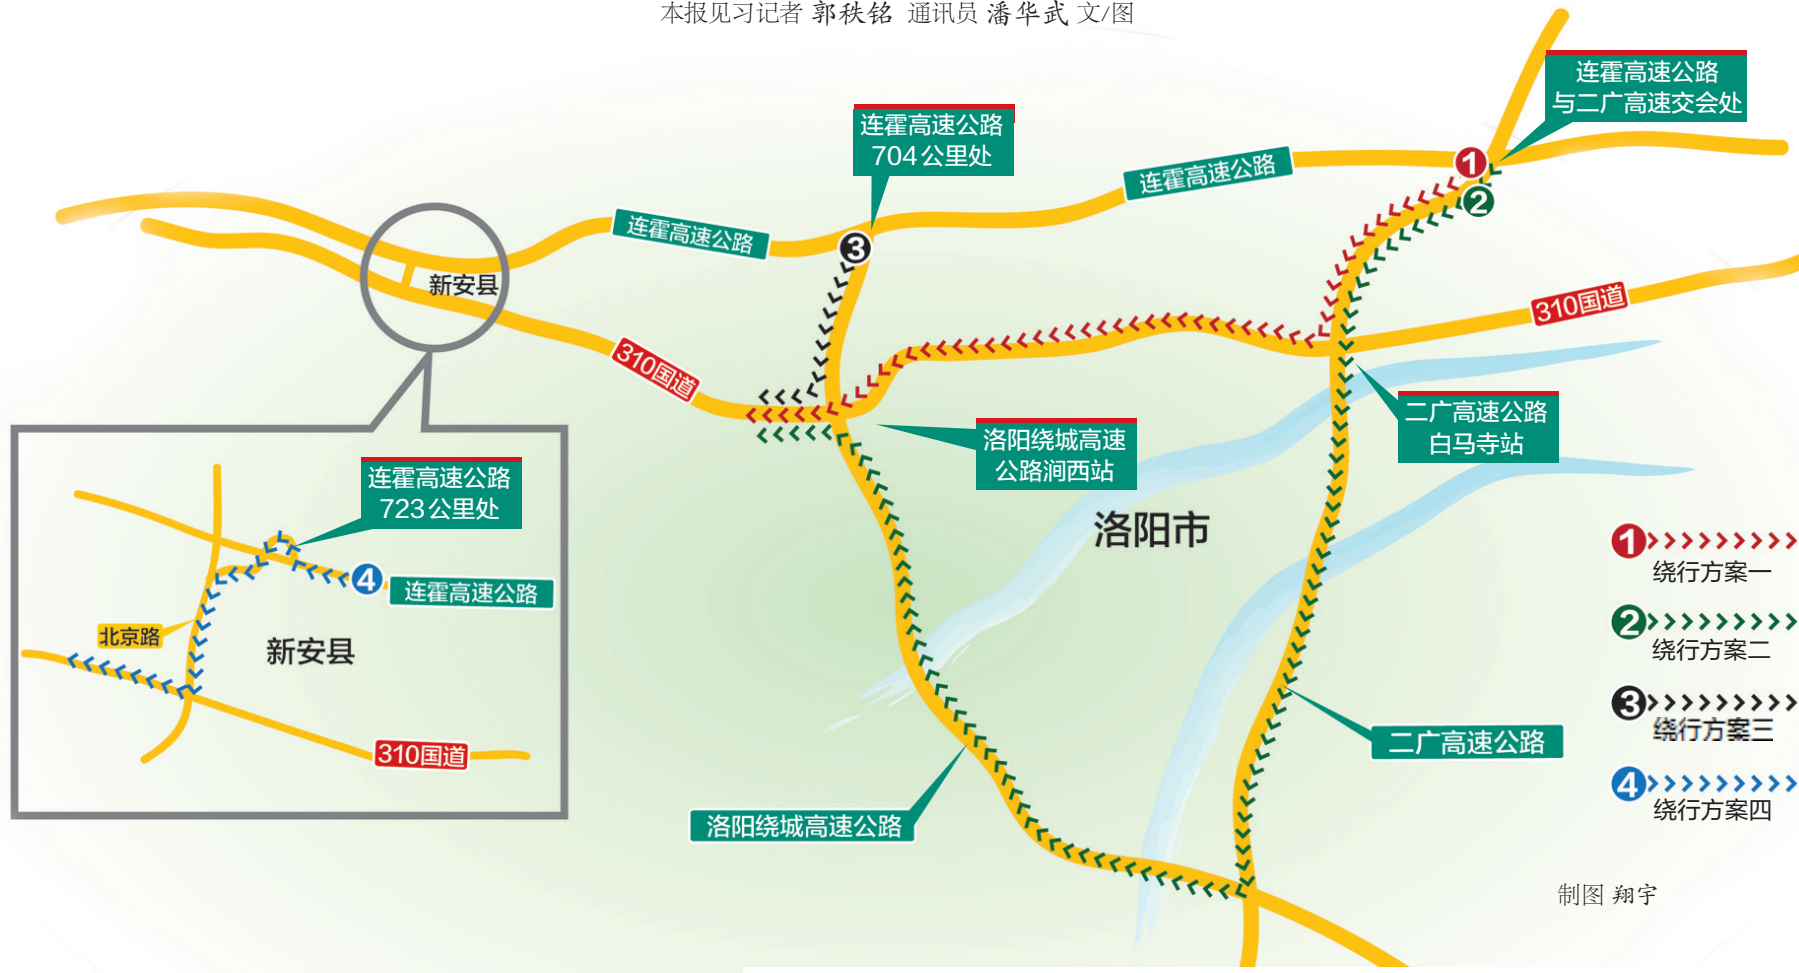 本报见习记者 郭秩铭 通讯员 潘华武 文/图
连霍高速公路
与二广高速交会处
连霍高速公路
704公里处
连霍高速公路
连霍高速公路
1
2
3
新安县
310国道
310国道
二广高速公路
白马寺站
洛阳绕城高速
公路涧西站
洛阳市
连霍高速公路
723公里处
4
连霍高速公路
北京路
新安县
310国道
二广高速公路
洛阳绕城高速公路
1
绕行方案一
2
绕行方案二
3
绕行方案三
4
绕行方案四
制图 翔宇